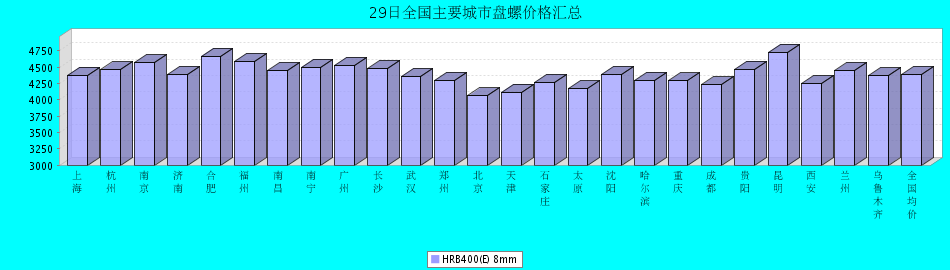 29日全国主要城市盘螺价格汇总
4750
4500
4250
4000
3750
3500
3250
3000
上海
杭州
南京
济南
合肥
福州
南昌
南宁
广州
长沙
武汉
郑州
北京
天津
石家庄
太原
沈阳
哈尔滨
重庆
成都
贵阳
昆明
西安
兰州
乌鲁木齐
全国均价
HRB400(E) 8mm